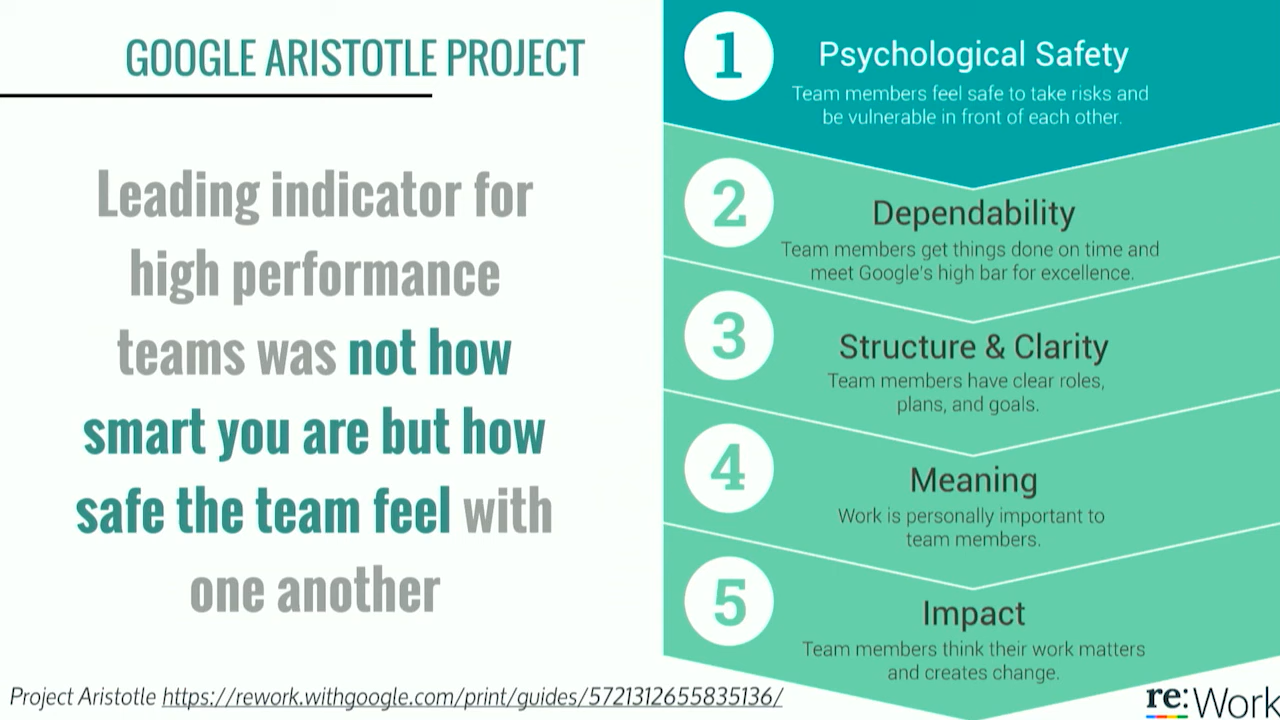 GOOGLE ARISTOTLE PROJECT
Leading indicator for
high performance
teams was not how
smart you are but how
safe the team feel with
one another
1
Psychological Safety
Team members feel safe to take risks and
be vulnerable in front of each other.
2
Dependability
Team members get things done on time and
meet Google's high bar for excellence.
3
Structure & Clarity
Team members have clear roles,
plans, and goals.
4
Meaning
Work is personally important to
team members.
5
Impact
Team members think their work matters
and creates change.
Project Aristotle https://rework.withgoogle.com/print/guides/5721312655835136/
re:Work